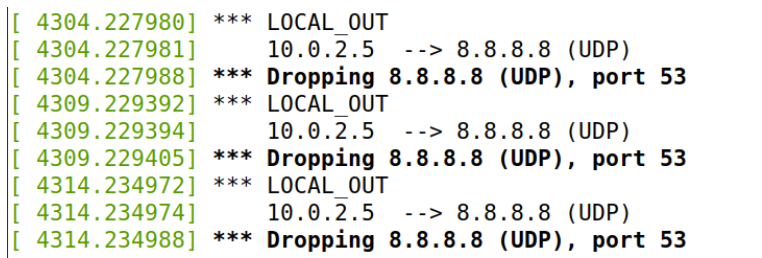 [ 4304.227980] *** LOCAL_OUT
[ 4304.227981]     10.0.2.5  --> 8.8.8.8 (UDP)
[ 4304.227988] *** Dropping 8.8.8.8 (UDP), port 53
[ 4309.229392] *** LOCAL_OUT
[ 4309.229394]     10.0.2.5  --> 8.8.8.8 (UDP)
[ 4309.229405] *** Dropping 8.8.8.8 (UDP), port 53
[ 4314.234972] *** LOCAL_OUT
[ 4314.234974]     10.0.2.5  --> 8.8.8.8 (UDP)
[ 4314.234988] *** Dropping 8.8.8.8 (UDP), port 53